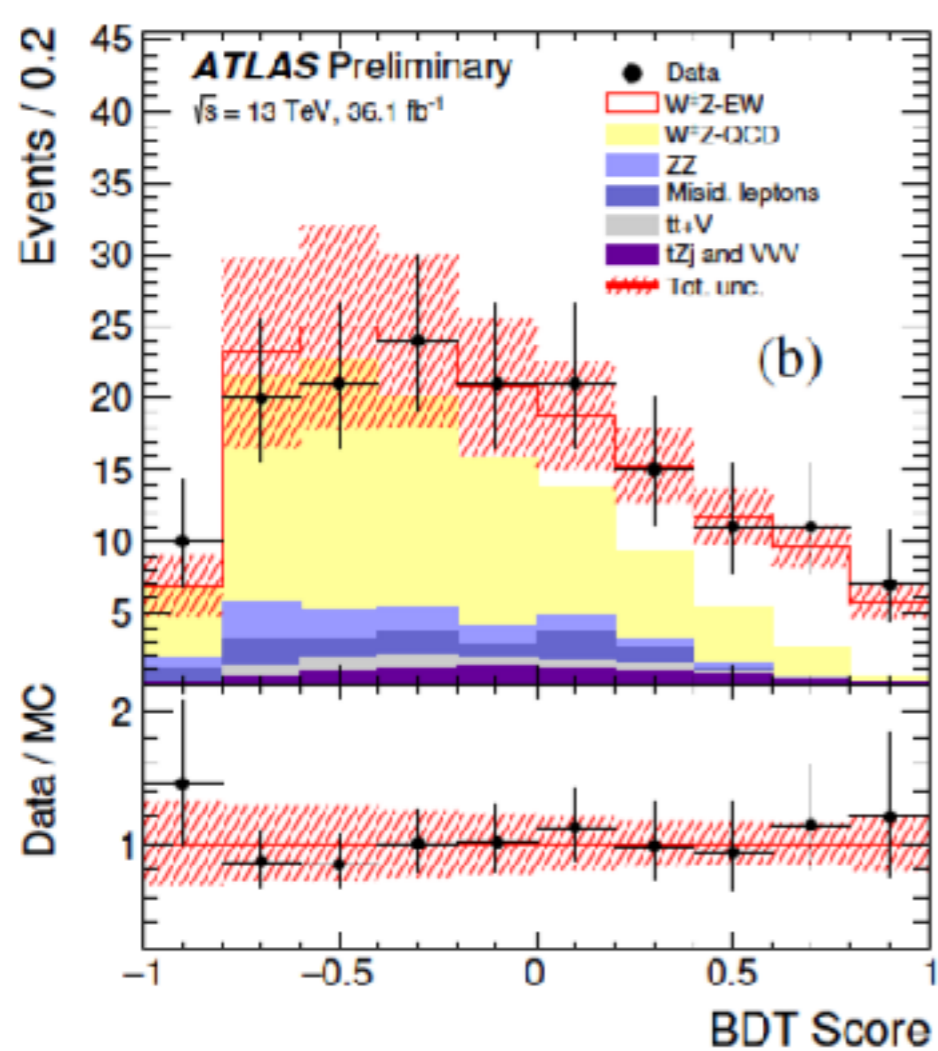 ATLAS Preliminary
√s = 13 TeV, 36.1 fb⁻¹
Data
W±Z-EW
W±Z-QCD
ZZ
Misid. leptons
tt+V
tZj and VVV
Tot. unc.
(b)
Events / 0.2
45
40
35
30
25
20
15
10
5
Data / MC
2
1
−1
−0.5
0
0.5
1
BDT Score